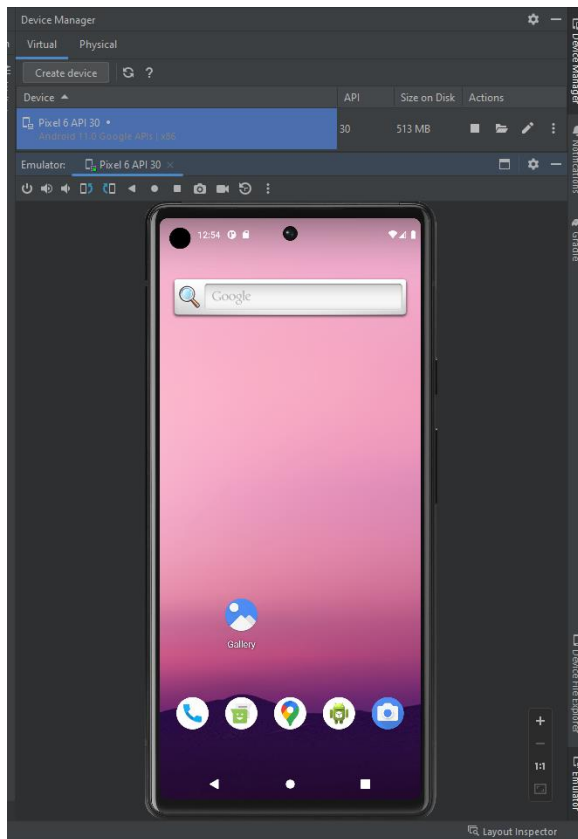 Device Manager
Virtual Physical
Create device ?
Device API Size on Disk Actions
Pixel 6 API 30
Android 11.0 Google APIs | x86
30 513 MB
Emulator: Pixel 6 API 30
12:54
Google
Gallery
1:1
Layout Inspector
Device Manager
Notifications
Gradle
Device File Explorer
Emulator